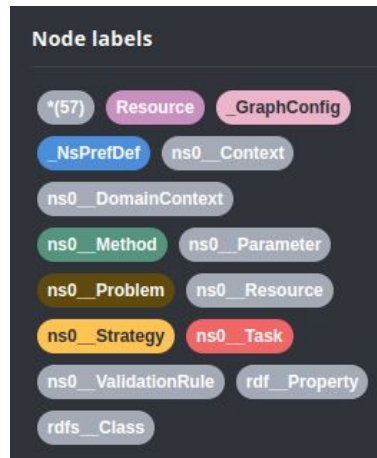 Node labels
*(57) Resource _GraphConfig
_NsPrefDef ns0__Context
ns0__DomainContext
ns0__Method ns0__Parameter
ns0__Problem ns0__Resource
ns0__Strategy ns0__Task
ns0__ValidationRule rdf__Property
rdfs__Class